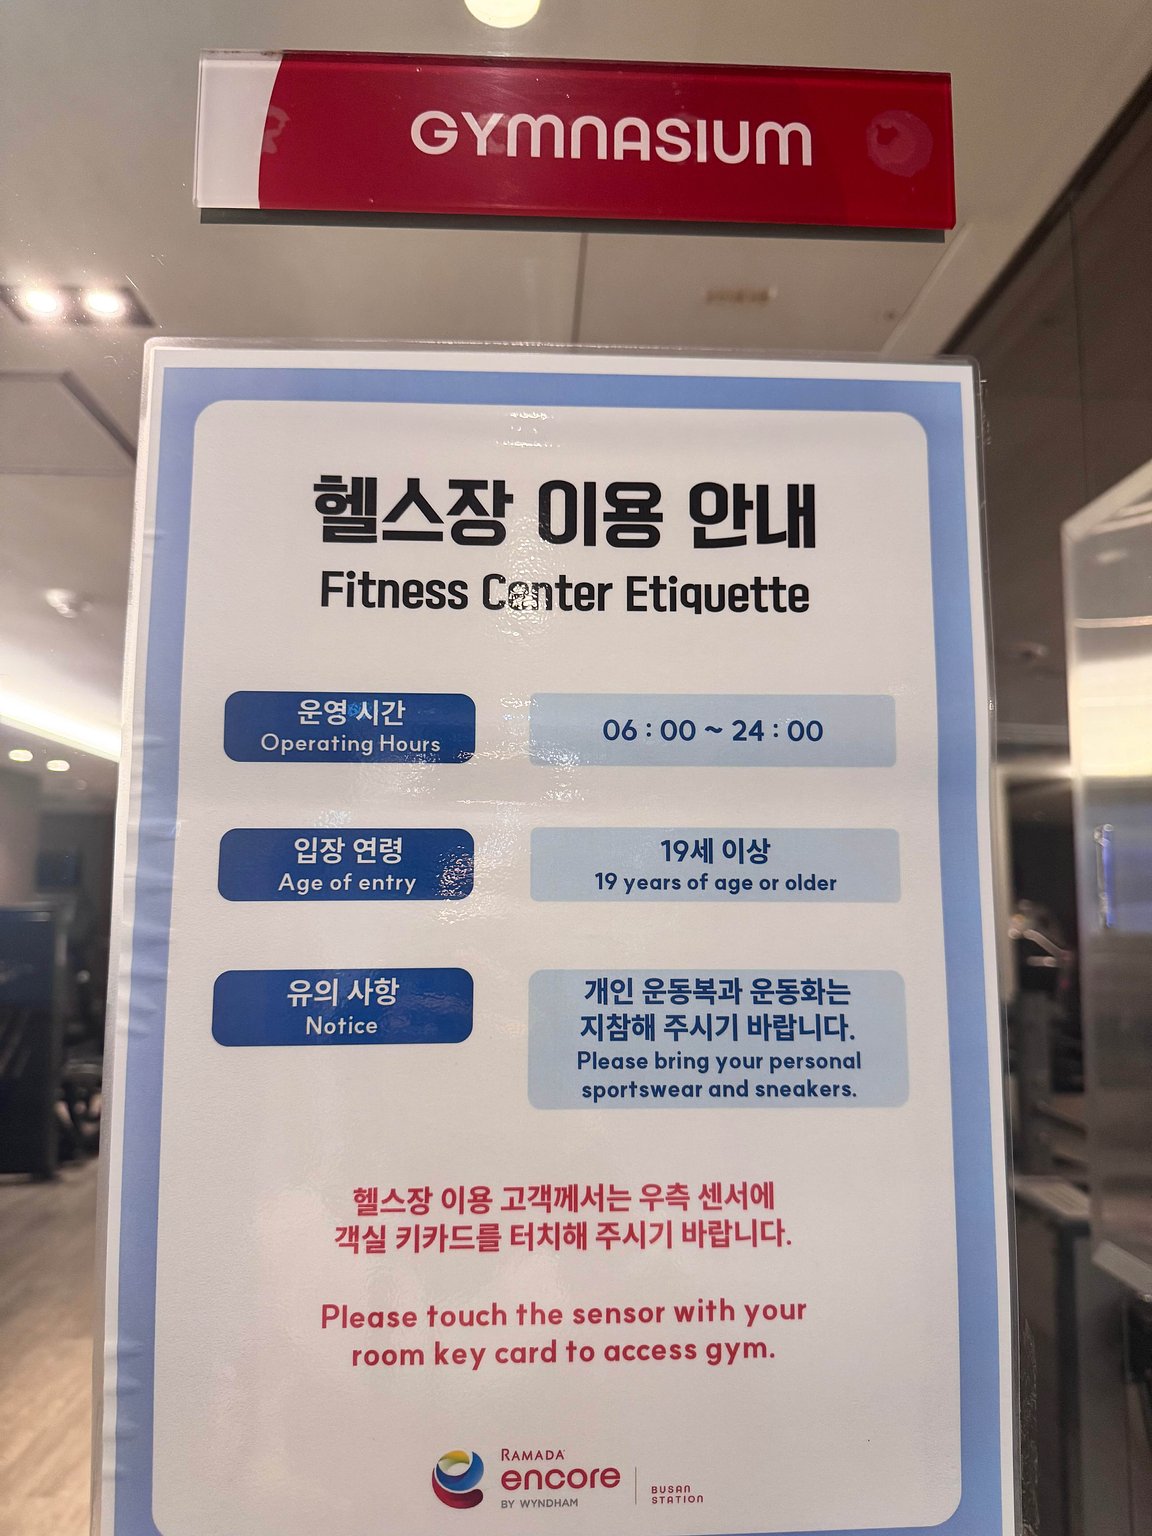 GYMNASIUM
헬스장 이용 안내
Fitness Center Etiquette
운영 시간
Operating Hours
06 : 00 ~ 24 : 00
입장 연령
Age of entry
19세 이상
19 years of age or older
유의 사항
Notice
개인 운동복과 운동화는
지참해 주시기 바랍니다.
Please bring your personal
sportswear and sneakers.
헬스장 이용 고객께서는 우측 센서에
객실 키카드를 터치해 주시기 바랍니다.
Please touch the sensor with your
room key card to access gym.
RAMADA
encore
BY WYNDHAM
BUSAN
STATION